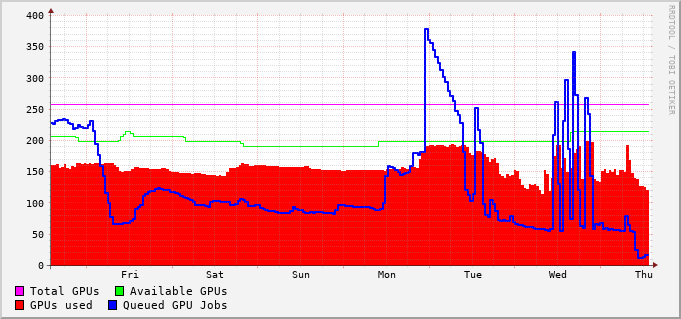 RRDTOOL / TOBI OETIKER
400
350
300
250
200
150
100
50
0
Fri Sat Sun Mon Tue Wed Thu
Total GPUs Available GPUs
GPUs used Queued GPU Jobs